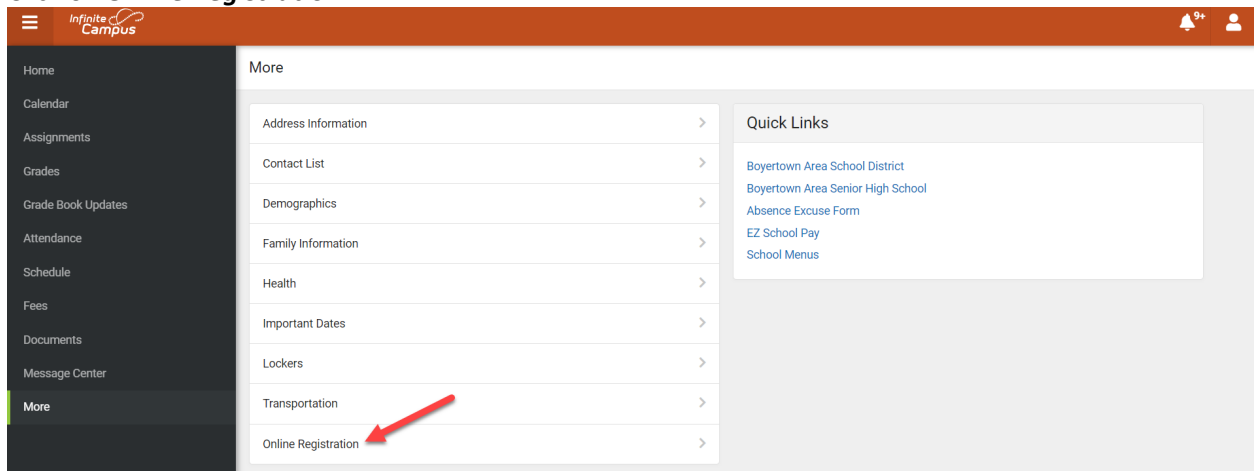 Infinite
Campus
9+
Home
Calendar
Assignments
Grades
Grade Book Updates
Attendance
Schedule
Fees
Documents
Message Center
More
More
Address Information
Contact List
Demographics
Family Information
Health
Important Dates
Lockers
Transportation
Online Registration
Quick Links
Boyertown Area School District
Boyertown Area Senior High School
Absence Excuse Form
EZ School Pay
School Menus